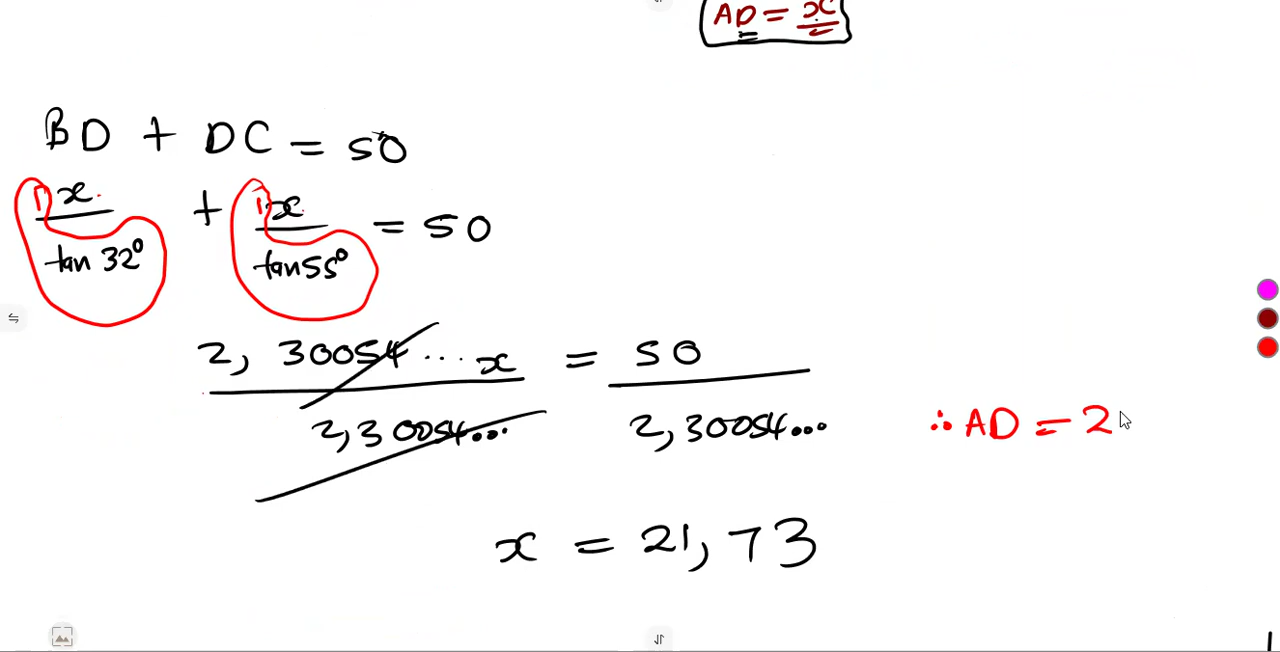 AD = x
BD + DC = 50
1x/tan 32° + 1x/tan 55° = 50
2,30054...x/2,30054... = 50/2,30054...
∴ AD = 2
x = 21,73